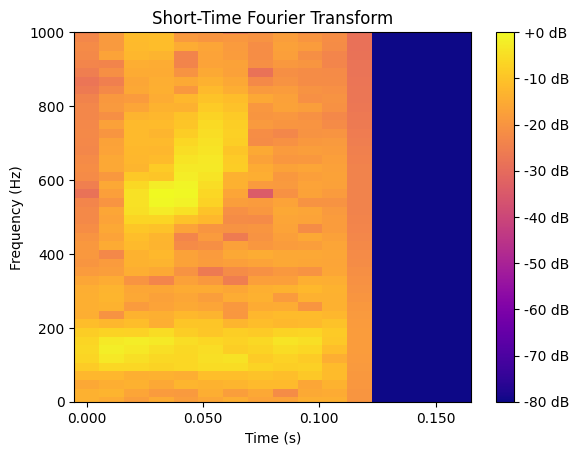 Short-Time Fourier Transform
1000
800
600
400
200
0
Frequency (Hz)
0.000
0.050
0.100
0.150
Time (s)
+0 dB
-10 dB
-20 dB
-30 dB
-40 dB
-50 dB
-60 dB
-70 dB
-80 dB